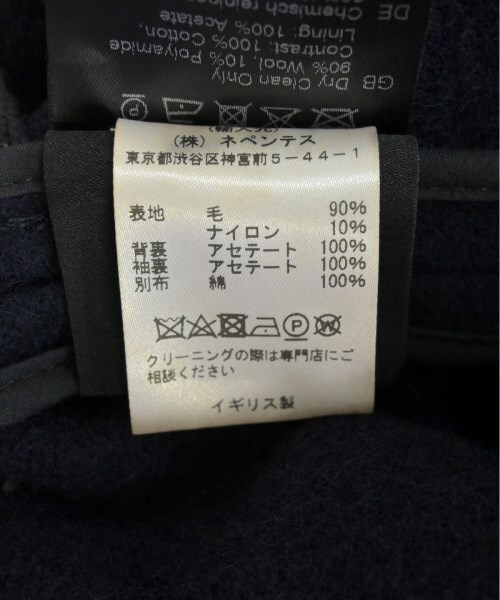 DE Chemisch reinigen
Lining: 100% Acetate
Contrast: 100% Cotton,
90% Wool, 10% Polyamide
GB Dry Clean Only
(株) ネペンテス
東京都渋谷区神宮前5-44-1
表地 毛 90%
ナイロン 10%
背裏 アセテート 100%
袖裏 アセテート 100%
別布 綿 100%
クリーニングの際は専門店にご
相談ください
イギリス製